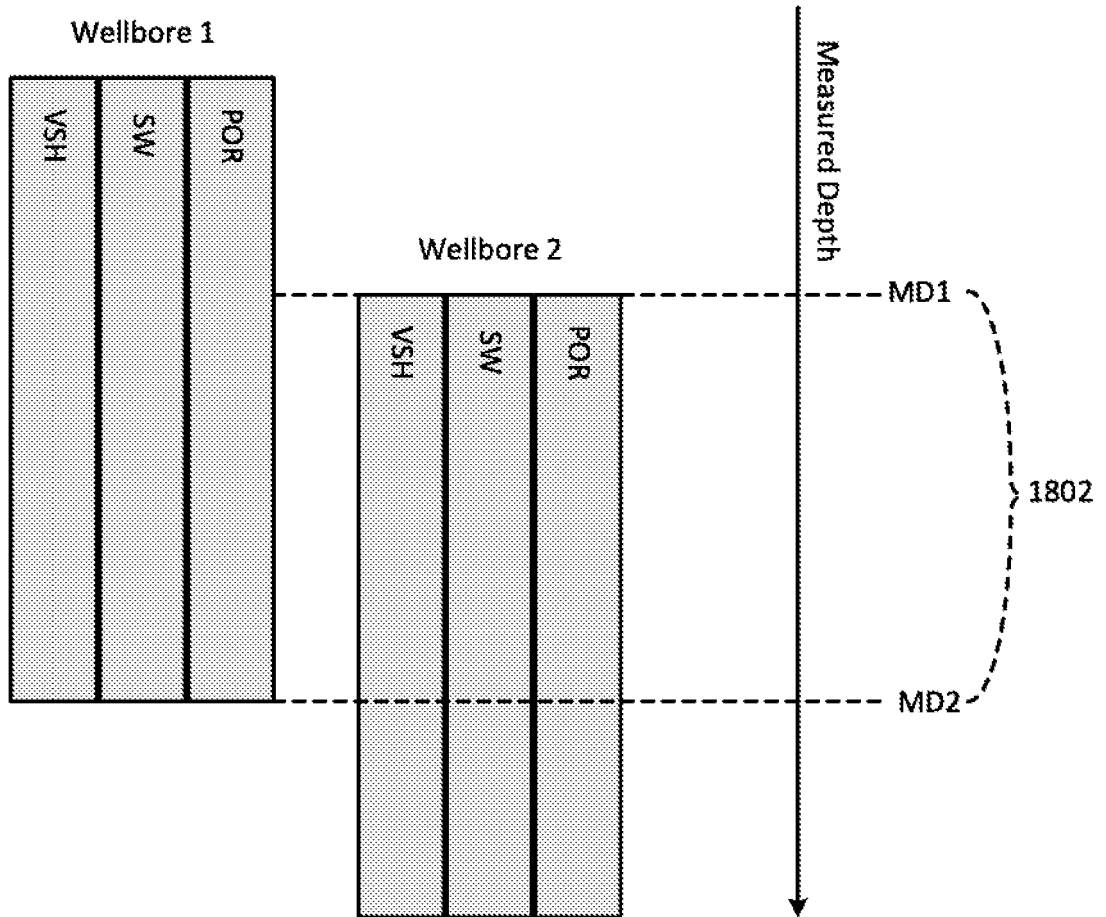 Wellbore 1
VSH
SW
POR
Measured Depth
Wellbore 2
VSH
SW
POR
MD1
1802
MD2